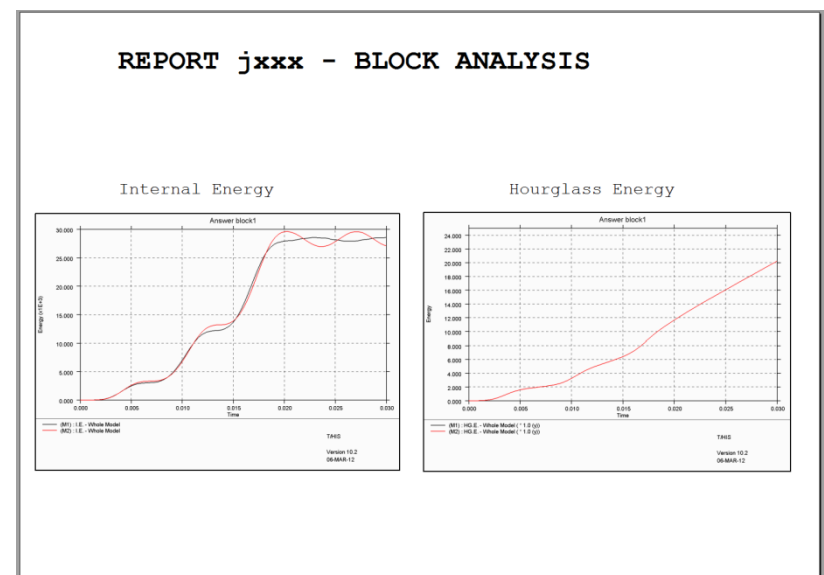 REPORT jxxx - BLOCK ANALYSIS
Internal Energy
Answer block1
Energy (x1E+3)
30.000
25.000
20.000
15.000
10.000
5.000
0.000
0.000 0.005 0.010 0.015 0.020 0.025 0.030
Time
(M1) : I.E. - Whole Model
(M2) : I.E. - Whole Model
T/HIS
Version 10.2
06-MAR-12
Hourglass Energy
Answer block1
Energy
24.000
22.000
20.000
18.000
16.000
14.000
12.000
10.000
8.000
6.000
4.000
2.000
0.000
0.000 0.005 0.010 0.015 0.020 0.025 0.030
Time
(M1) : HG.E. - Whole Model ( * 1.0 (y))
(M2) : HG.E. - Whole Model ( * 1.0 (y))
T/HIS
Version 10.2
06-MAR-12